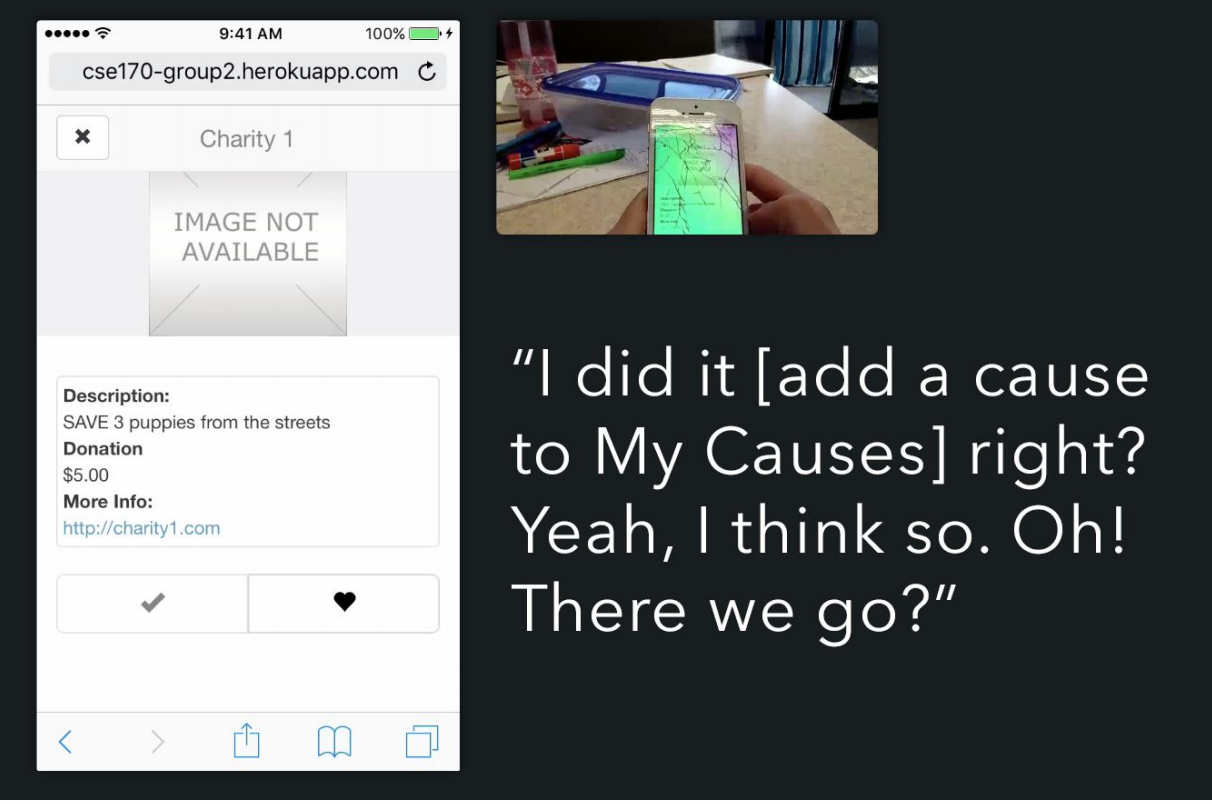 9:41 AM
100%
cse170-group2.herokuapp.com
Charity 1
IMAGE NOT
AVAILABLE
Description:
SAVE 3 puppies from the streets
Donation
$5.00
More Info:
http://charity1.com
“I did it [add a cause
to My Causes] right?
Yeah, I think so. Oh!
There we go?”